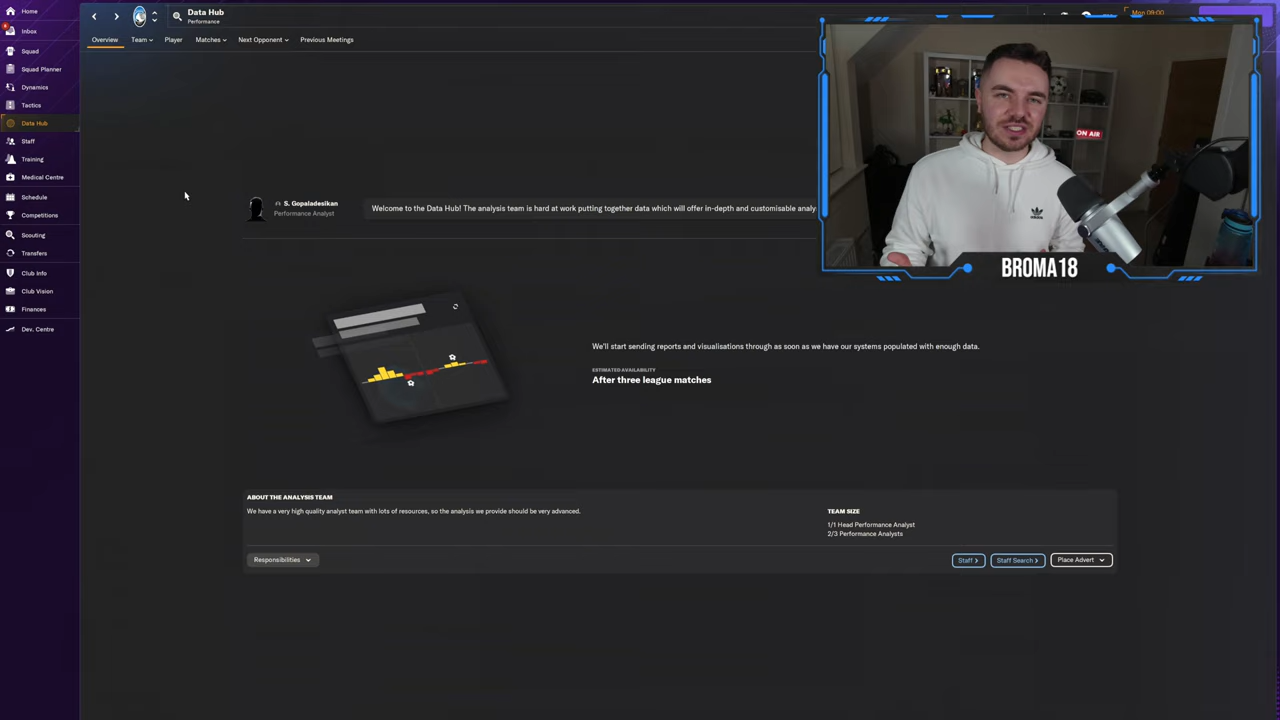 Home
Inbox
Squad
Squad Planner
Dynamics
Tactics
Data Hub
Staff
Training
Medical Centre
Schedule
Competitions
Scouting
Transfers
Club Info
Club Vision
Finances
Dev. Centre
Data Hub
Performance
Mon 09:00
Overview Team Player Matches Next Opponent Previous Meetings
ON AIR
adidas
BROMA18
S. Gopaladesikan
Performance Analyst
Welcome to the Data Hub! The analysis team is hard at work putting together data which will offer in-depth and customisable analy
We'll start sending reports and visualisations through as soon as we have our systems populated with enough data.
ESTIMATED AVAILABILITY
After three league matches
ABOUT THE ANALYSIS TEAM
We have a very high quality analyst team with lots of resources, so the analysis we provide should be very advanced.
TEAM SIZE
1/1 Head Performance Analyst
2/3 Performance Analysts
Responsibilities
Staff >
Staff Search >
Place Advert